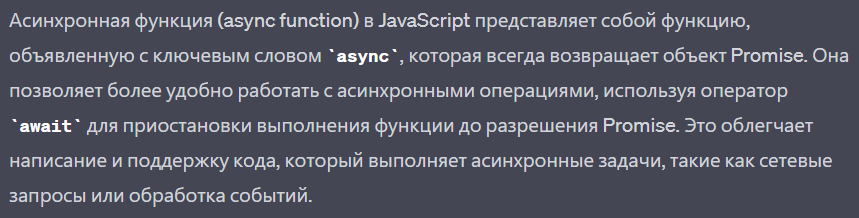 Асинхронная функция (async function) в JavaScript представляет собой функцию,
объявленную с ключевым словом `async`, которая всегда возвращает объект Promise. Она
позволяет более удобно работать с асинхронными операциями, используя оператор
`await` для приостановки выполнения функции до разрешения Promise. Это облегчает
написание и поддержку кода, который выполняет асинхронные задачи, такие как сетевые
запросы или обработка событий.